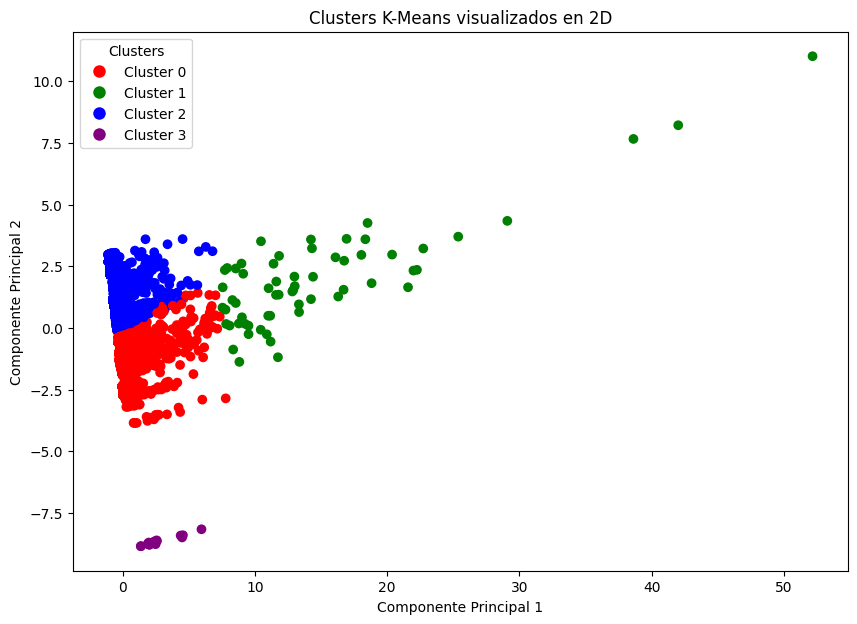 Clusters K-Means visualizados en 2D
Clusters
Cluster 0
Cluster 1
Cluster 2
Cluster 3
Componente Principal 2
10.0
7.5
5.0
2.5
0.0
−2.5
−5.0
−7.5
0
10
20
30
40
50
Componente Principal 1